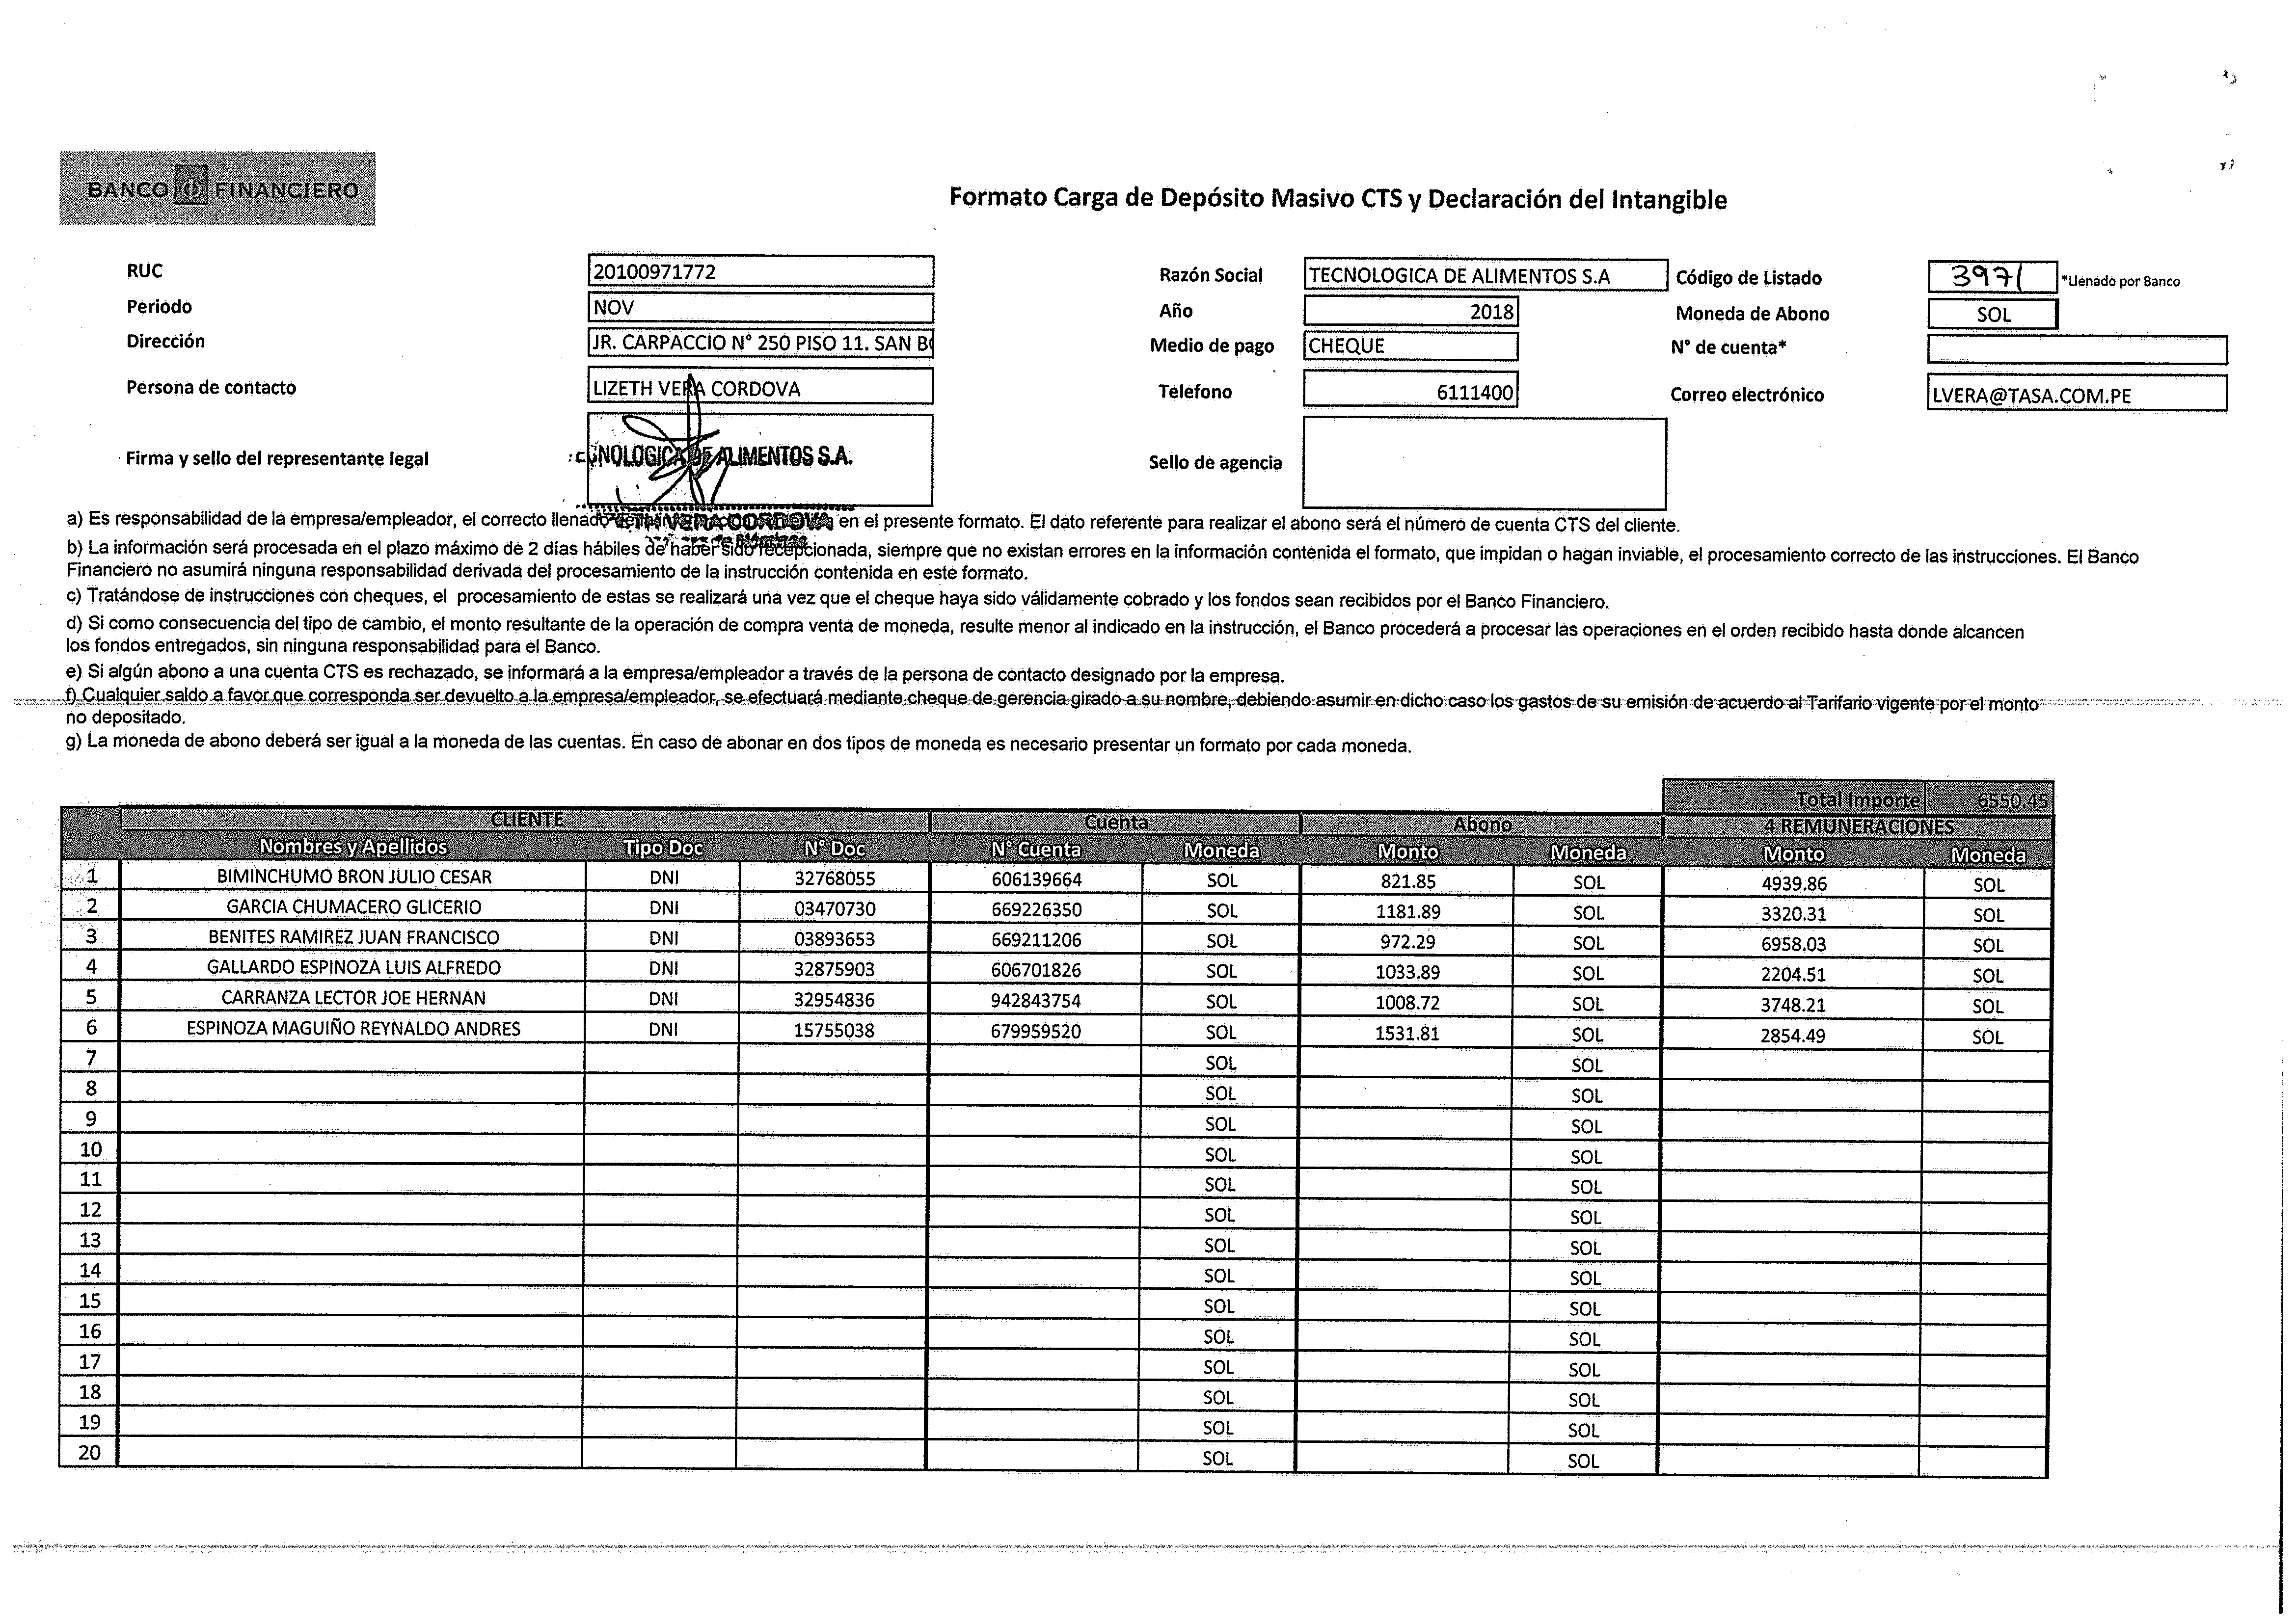 BANCO FINANCIERO
Formato Carga de Depósito Masivo CTS y Declaración del Intangible
RUC 20100971772 Razón Social TECNOLOGICA DE ALIMENTOS S.A Código de Listado 3971 *Llenado por Banco
Periodo NOV Año 2018 Moneda de Abono SOL
Dirección JR. CARPACCIO N° 250 PISO 11. SAN B Medio de pago CHEQUE N° de cuenta*
Persona de contacto LIZETH VERA CORDOVA Telefono 6111400 Correo electrónico LVERA@TASA.COM.PE
Firma y sello del representante legal NOLOGICA DE ALIMENTOS S.A. Sello de agencia
VERA CORDOVA
a) Es responsabilidad de la empresa/empleador, el correcto llenado en el presente formato. El dato referente para realizar el abono será el número de cuenta CTS del cliente.
b) La información será procesada en el plazo máximo de 2 días hábiles de haber sido recepcionada, siempre que no existan errores en la información contenida el formato, que impidan o hagan inviable, el procesamiento correcto de las instrucciones. El Banco
Financiero no asumirá ninguna responsabilidad derivada del procesamiento de la instrucción contenida en este formato.
c) Tratándose de instrucciones con cheques, el procesamiento de estas se realizará una vez que el cheque haya sido válidamente cobrado y los fondos sean recibidos por el Banco Financiero.
d) Si como consecuencia del tipo de cambio, el monto resultante de la operación de compra venta de moneda, resulte menor al indicado en la instrucción, el Banco procederá a procesar las operaciones en el orden recibido hasta donde alcancen
los fondos entregados, sin ninguna responsabilidad para el Banco.
e) Si algún abono a una cuenta CTS es rechazado, se informará a la empresa/empleador a través de la persona de contacto designado por la empresa.
f) Cualquier saldo a favor que corresponda ser devuelto a la empresa/empleador, se efectuará mediante cheque de gerencia girado a su nombre, debiendo asumir en dicho caso los gastos de su emisión de acuerdo al Tarifario vigente por el monto
no depositado.
g) La moneda de abono deberá ser igual a la moneda de las cuentas. En caso de abonar en dos tipos de moneda es necesario presentar un formato por cada moneda.
Total Importe 6550.45
CLIENTE Cuenta Abono 4 REMUNERACIONES
Nombres y Apellidos Tipo Doc N° Doc N° Cuenta Moneda Monto Moneda Monto Moneda
1 BIMINCHUMO BRON JULIO CESAR DNI 32768055 606139664 SOL 821.85 SOL 4939.86 SOL
2 GARCIA CHUMACERO GLICERIO DNI 03470730 669226350 SOL 1181.89 SOL 3320.31 SOL
3 BENITES RAMIREZ JUAN FRANCISCO DNI 03893653 669211206 SOL 972.29 SOL 6958.03 SOL
4 GALLARDO ESPINOZA LUIS ALFREDO DNI 32875903 606701826 SOL 1033.89 SOL 2204.51 SOL
5 CARRANZA LECTOR JOE HERNAN DNI 32954836 942843754 SOL 1008.72 SOL 3748.21 SOL
6 ESPINOZA MAGUIÑO REYNALDO ANDRES DNI 15755038 679959520 SOL 1531.81 SOL 2854.49 SOL
7 SOL SOL
8 SOL SOL
9 SOL SOL
10 SOL SOL
11 SOL SOL
12 SOL SOL
13 SOL SOL
14 SOL SOL
15 SOL SOL
16 SOL SOL
17 SOL SOL
18 SOL SOL
19 SOL SOL
20 SOL SOL